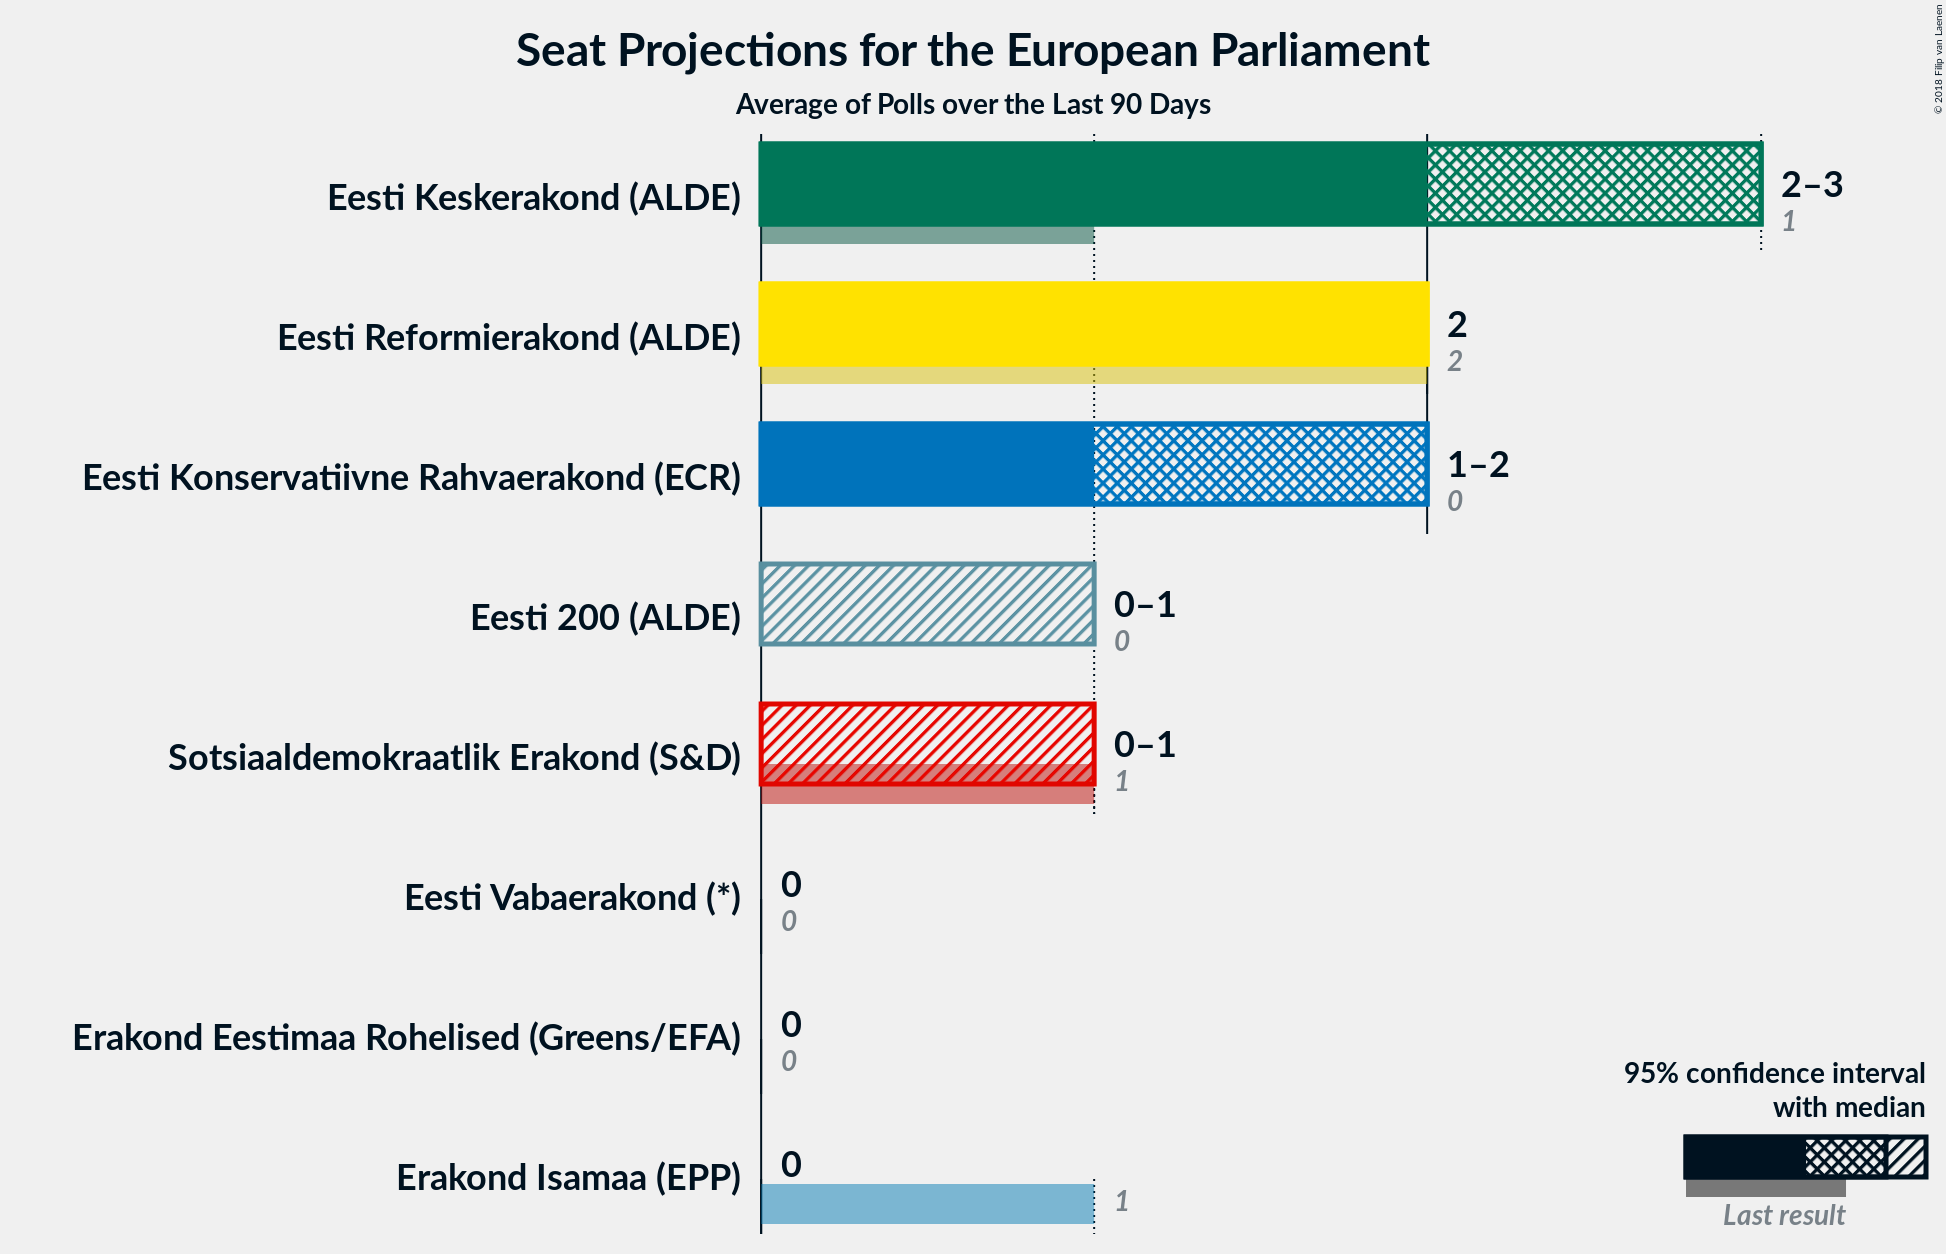 Seat Projections for the European Parliament
Average of Polls over the Last 90 Days
© 2018 Filip van Laenen
Eesti Keskerakond (ALDE)
2–3
1
Eesti Reformierakond (ALDE)
2
2
Eesti Konservatiivne Rahvaerakond (ECR)
1–2
0
Eesti 200 (ALDE)
0–1
0
Sotsiaaldemokraatlik Erakond (S&D)
0–1
1
Eesti Vabaerakond (*)
0
0
Erakond Eestimaa Rohelised (Greens/EFA)
0
0
Erakond Isamaa (EPP)
0
1
95% confidence interval
with median
Last result